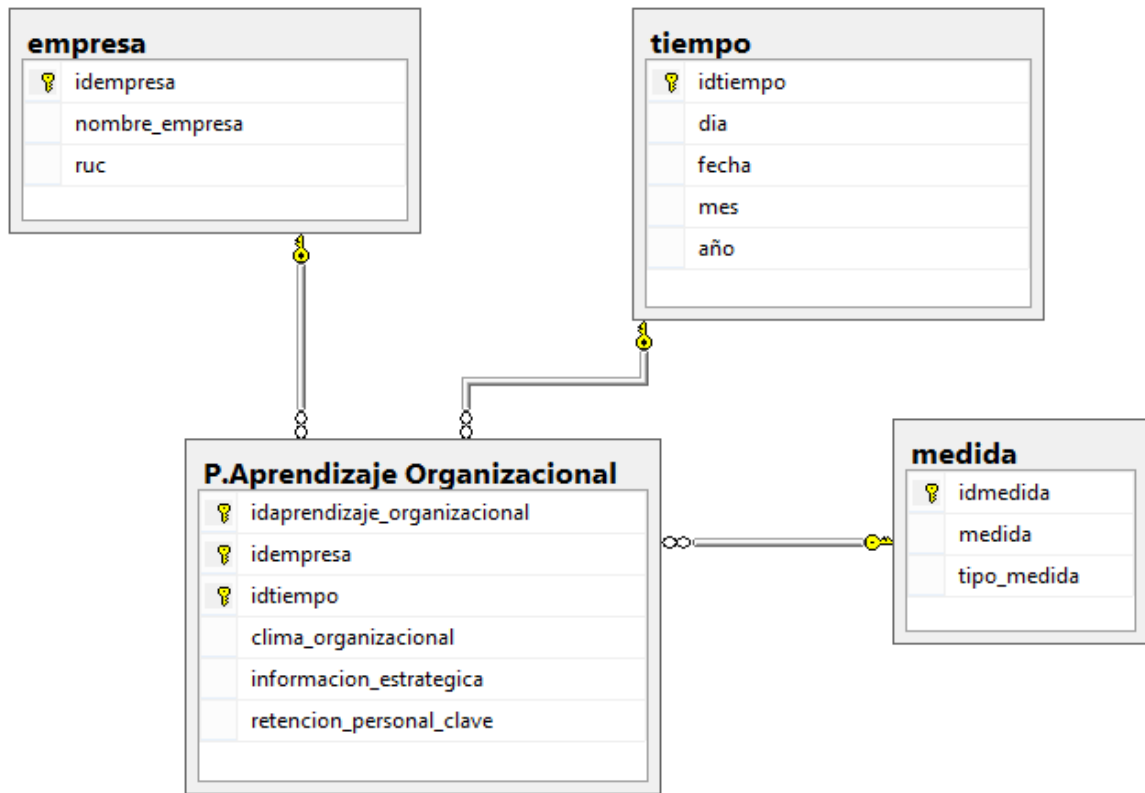 empresa
idempresa
nombre_empresa
ruc
tiempo
idtiempo
dia
fecha
mes
año
P.Aprendizaje Organizacional
idaprendizaje_organizacional
idempresa
idtiempo
clima_organizacional
informacion_estrategica
retencion_personal_clave
medida
idmedida
medida
tipo_medida